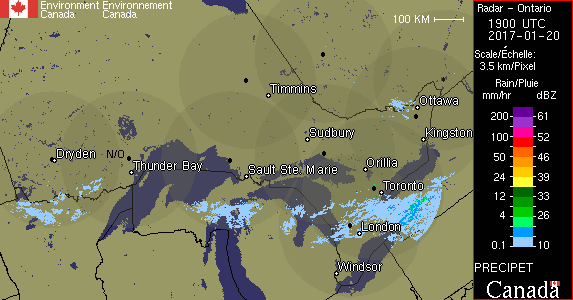 Environment Environnement
Canada Canada
100 KM
Timmins
Ottawa
Sudbury
Kingston
Dryden
N/O
Thunder Bay
Sault Ste. Marie
Orillia
Toronto
London
Windsor
Radar - Ontario
1900 UTC
2017-01-20
Scale/Échelle:
3.5 km/Pixel
Rain/Pluie
mm/hr dBZ
200 61
100 52
50 46
24 39
12 33
4 26
0.1 10
PRECIPET
Canada